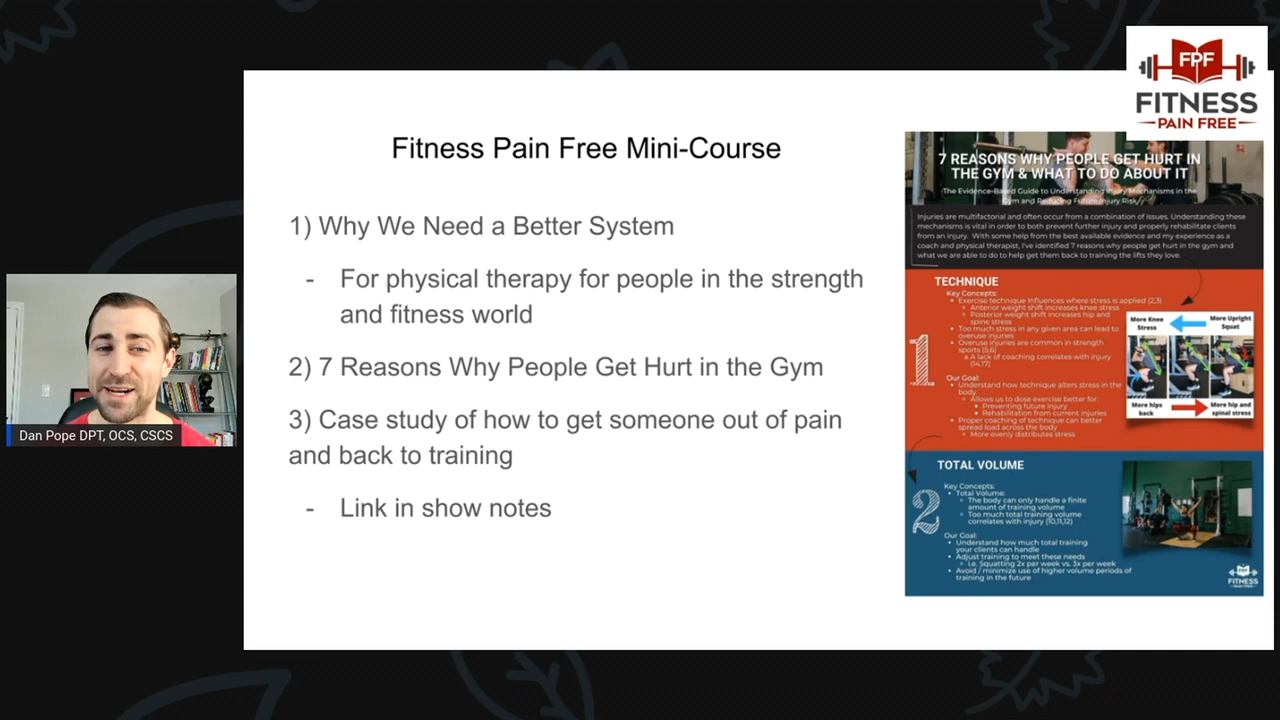 FPF
FITNESS
PAIN FREE
Fitness Pain Free Mini-Course
1) Why We Need a Better System
- For physical therapy for people in the strength
and fitness world
2) 7 Reasons Why People Get Hurt in the Gym
3) Case study of how to get someone out of pain
and back to training
- Link in show notes
Dan Pope DPT, OCS, CSCS
7 REASONS WHY PEOPLE GET HURT IN
THE GYM & WHAT TO DO ABOUT IT
The Evidence-Based Guide to Understanding Injury Mechanisms in the
Gym and Reducing Future Injury Risk
Injuries are multifactorial and often occur from a combination of issues. Understanding these
mechanisms is vital in order to both prevent further injury and properly rehabilitate clients
from an injury. With some help from the best available evidence and my experience as a
coach and physical therapist, I've identified 7 reasons why people get hurt in the gym and
what we are able to do to help get them back to training the lifts they love.
TECHNIQUE
1
Key Concepts:
• Exercise technique Influences where stress is applied (2,3)
◦ Anterior weight shift increases knee stress
◦ Posterior weight shift increases hip and
spine stress
• Too much stress in any given area can lead to
overuse injuries
• Overuse injuries are common in strength
sports (5,6)
a. A lack of coaching correlates with injury
(14,17)
Our Goal:
• Understand how technique alters stress in the
body
◦ Allows us to dose exercise better for:
▪ Preventing future injury
▪ Rehabilitation from current injuries
• Proper coaching of technique can better
spread load across the body
◦ More evenly distributes stress
More Knee
Stress
More Upright
Squat
More hips
back
More hip and
spinal stress
TOTAL VOLUME
2
Key Concepts:
• Total Volume:
◦ The body can only handle a finite
amount of training volume
◦ Too much total training volume
correlates with injury (10,11,12)
Our Goal:
• Understand how much total training
your clients can handle
• Adjust training to meet these needs
◦ i.e. Squatting 2x per week vs. 3x per week
• Avoid / minimize use of higher volume periods of
training in the future
FITNESS